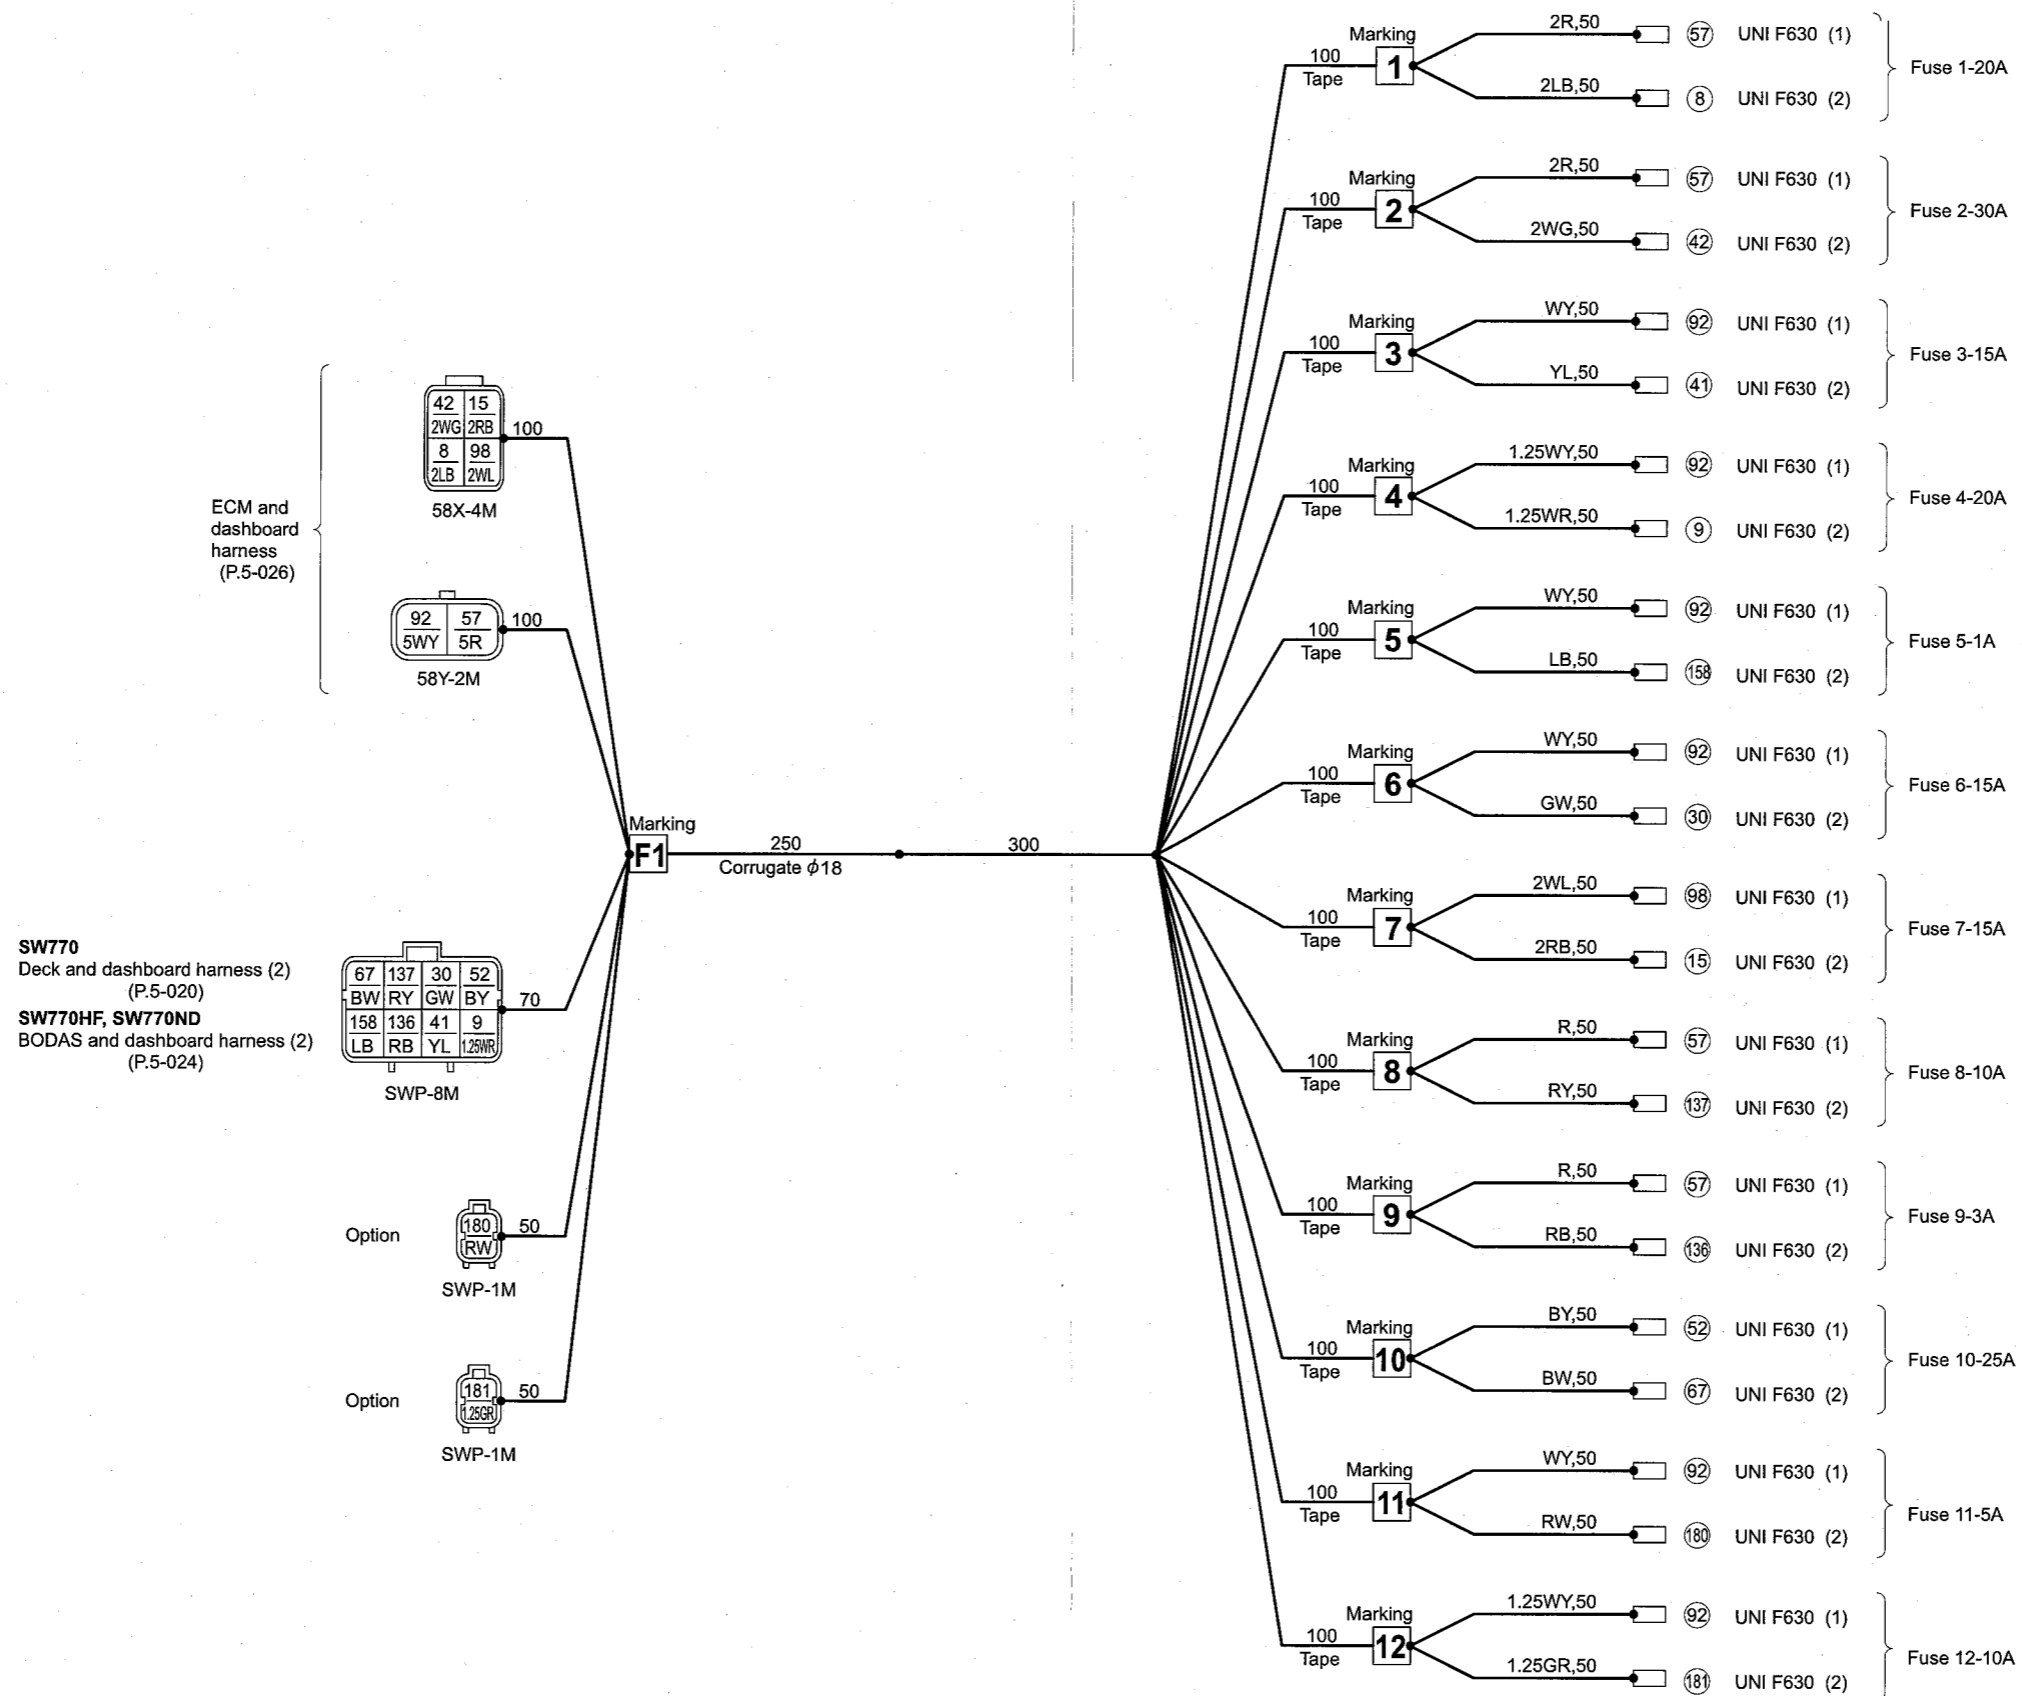 ECM and
dashboard
harness
(P.5-026)
42 15
2WG 2RB
8 98
2LB 2WL
100
58X-4M
92 57
5WY 5R
100
58Y-2M
SW770
Deck and dashboard harness (2)
(P.5-020)
SW770HF, SW770ND
BODAS and dashboard harness (2)
(P.5-024)
67 137 30 52
BW RY GW BY
158 136 41 9
LB RB YL 1.25WR
70
SWP-8M
Option
180
RW
50
SWP-1M
Option
181
1.25GR
50
SWP-1M
Marking
F1
250
Corrugate ϕ18
300
100
Tape
Marking
1
2R,50
57 UNI F630 (1)
2LB,50
8 UNI F630 (2)
Fuse 1-20A
100
Tape
Marking
2
2R,50
57 UNI F630 (1)
2WG,50
42 UNI F630 (2)
Fuse 2-30A
100
Tape
Marking
3
WY,50
92 UNI F630 (1)
YL,50
41 UNI F630 (2)
Fuse 3-15A
100
Tape
Marking
4
1.25WY,50
92 UNI F630 (1)
1.25WR,50
9 UNI F630 (2)
Fuse 4-20A
100
Tape
Marking
5
WY,50
92 UNI F630 (1)
LB,50
158 UNI F630 (2)
Fuse 5-1A
100
Tape
Marking
6
WY,50
92 UNI F630 (1)
GW,50
30 UNI F630 (2)
Fuse 6-15A
100
Tape
Marking
7
2WL,50
98 UNI F630 (1)
2RB,50
15 UNI F630 (2)
Fuse 7-15A
100
Tape
Marking
8
R,50
57 UNI F630 (1)
RY,50
137 UNI F630 (2)
Fuse 8-10A
100
Tape
Marking
9
R,50
57 UNI F630 (1)
RB,50
136 UNI F630 (2)
Fuse 9-3A
100
Tape
Marking
10
BY,50
52 UNI F630 (1)
BW,50
67 UNI F630 (2)
Fuse 10-25A
100
Tape
Marking
11
WY,50
92 UNI F630 (1)
RW,50
180 UNI F630 (2)
Fuse 11-5A
100
Tape
Marking
12
1.25WY,50
92 UNI F630 (1)
1.25GR,50
181 UNI F630 (2)
Fuse 12-10A